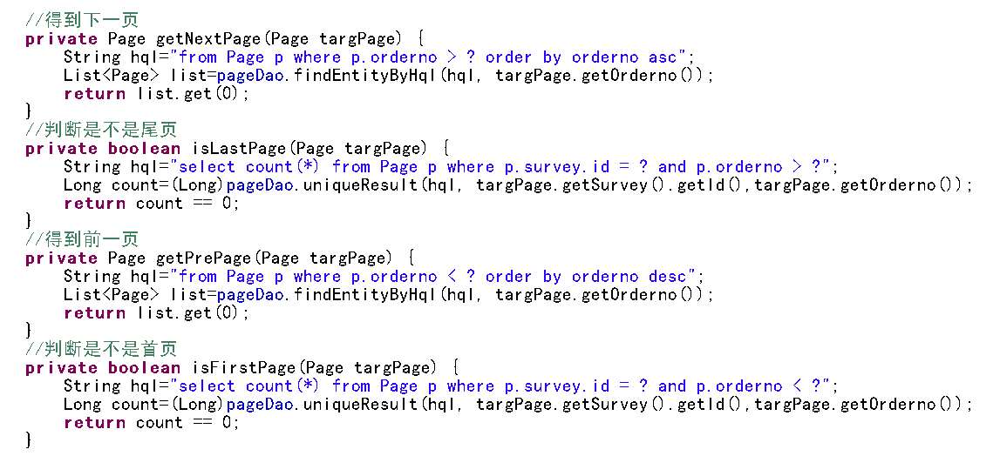 //得到下一页
private Page getNextPage(Page targPage) {
    String hql="from Page p where p.orderno > ? order by orderno asc";
    List<Page> list=pageDao.findEntityByHql(hql, targPage.getOrderno());
    return list.get(0);
}
//判断是不是尾页
private boolean isLastPage(Page targPage) {
    String hql="select count(*) from Page p where p.survey.id = ? and p.orderno > ?";
    Long count=(Long)pageDao.uniqueResult(hql, targPage.getSurvey().getId(),targPage.getOrderno());
    return count == 0;
}
//得到前一页
private Page getPrePage(Page targPage) {
    String hql="from Page p where p.orderno < ? order by orderno desc";
    List<Page> list=pageDao.findEntityByHql(hql, targPage.getOrderno());
    return list.get(0);
}
//判断是不是首页
private boolean isFirstPage(Page targPage) {
    String hql="select count(*) from Page p where p.survey.id = ? and p.orderno < ?";
    Long count=(Long)pageDao.uniqueResult(hql, targPage.getSurvey().getId(),targPage.getOrderno());
    return count == 0;
}